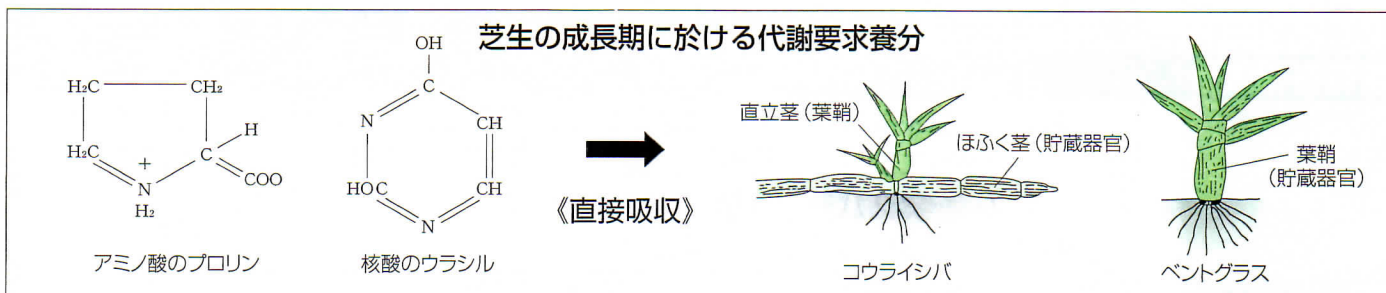 芝生の成長期に於ける代謝要求養分
H₂C
CH₂
H₂C
+
N
H₂
C
H
COO
アミノ酸のプロリン
OH
C
N
CH
HOC
CH
N
核酸のウラシル
《直接吸収》
直立茎（葉鞘）
ほふく茎（貯蔵器官）
コウライシバ
葉鞘
（貯蔵器官）
ベントグラス